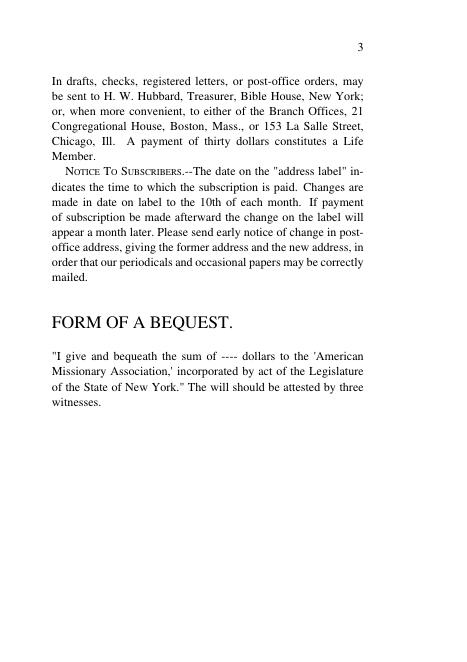 3
In drafts, checks, registered letters, or post-office orders, may
be sent to H. W. Hubbard, Treasurer, Bible House, New York;
or, when more convenient, to either of the Branch Offices, 21
Congregational House, Boston, Mass., or 153 La Salle Street,
Chicago, Ill. A payment of thirty dollars constitutes a Life
Member.
NOTICE TO SUBSCRIBERS.--The date on the "address label" in-
dicates the time to which the subscription is paid. Changes are
made in date on label to the 10th of each month. If payment
of subscription be made afterward the change on the label will
appear a month later. Please send early notice of change in post-
office address, giving the former address and the new address, in
order that our periodicals and occasional papers may be correctly
mailed.
FORM OF A BEQUEST.
"I give and bequeath the sum of ---- dollars to the 'American
Missionary Association,' incorporated by act of the Legislature
of the State of New York." The will should be attested by three
witnesses.